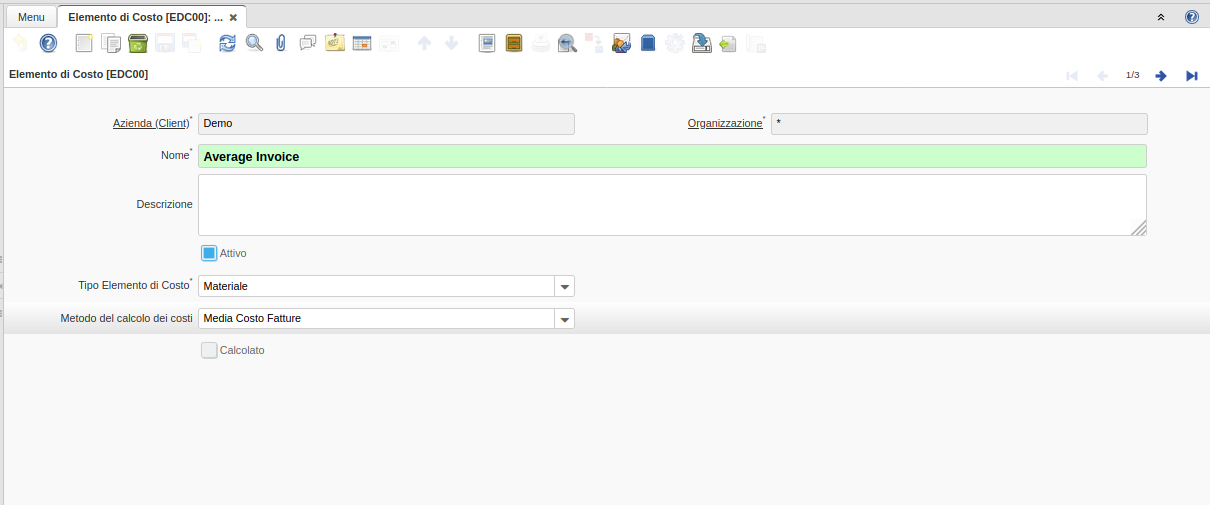 Menu
Elemento di Costo [EDC00]: ...
Elemento di Costo [EDC00]
1/3
Azienda (Client)* Demo Organizzazione* *
Nome* Average Invoice
Descrizione
Attivo
Tipo Elemento di Costo* Materiale
Metodo del calcolo dei costi Media Costo Fatture
Calcolato